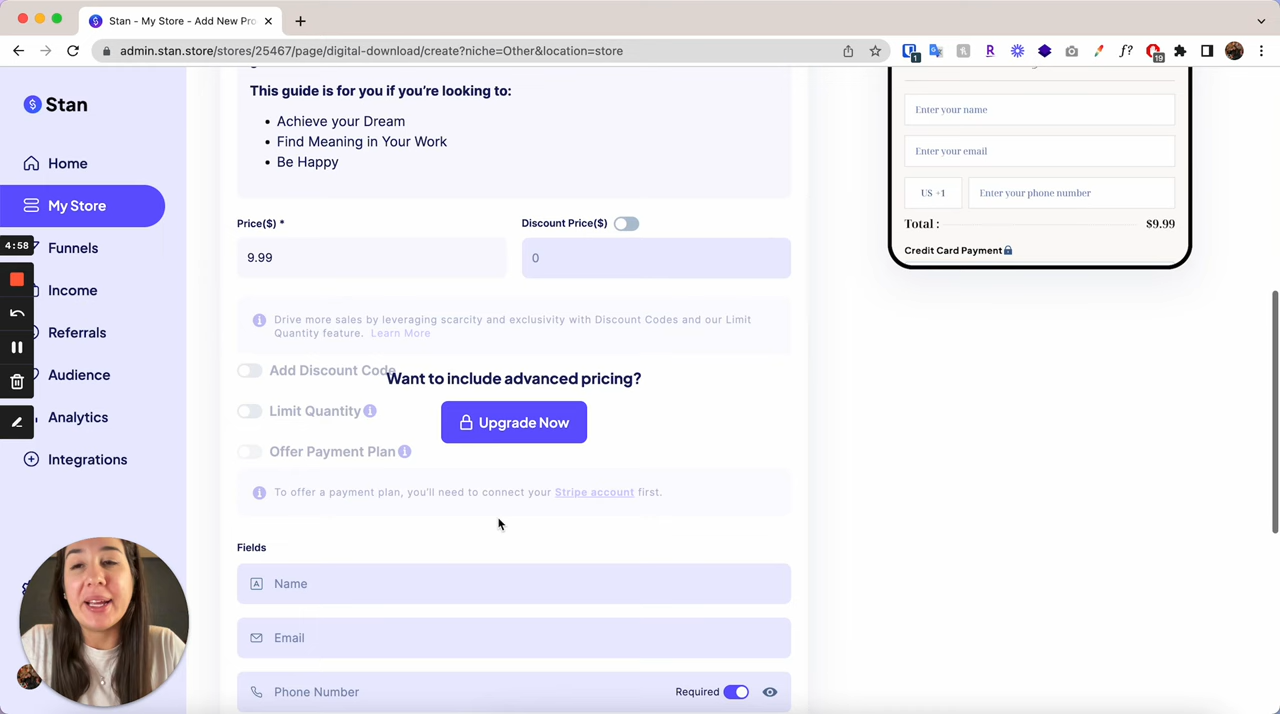 Stan - My Store - Add New Pro
admin.stan.store/stores/25467/page/digital-download/create?niche=Other&location=store
1
19
Stan
Home
My Store
4:58
Funnels
Income
Referrals
Audience
Analytics
Integrations
This guide is for you if you’re looking to:
• Achieve your Dream
• Find Meaning in Your Work
• Be Happy
Price($) *
Discount Price($)
9.99
0
Drive more sales by leveraging scarcity and exclusivity with Discount Codes and our Limit
Quantity feature. Learn More
Add Discount Code
Want to include advanced pricing?
Limit Quantity
Upgrade Now
Offer Payment Plan
To offer a payment plan, you’ll need to connect your Stripe account first.
Fields
Name
Email
Phone Number
Required
Enter your name
Enter your email
US +1
Enter your phone number
Total :
$9.99
Credit Card Payment